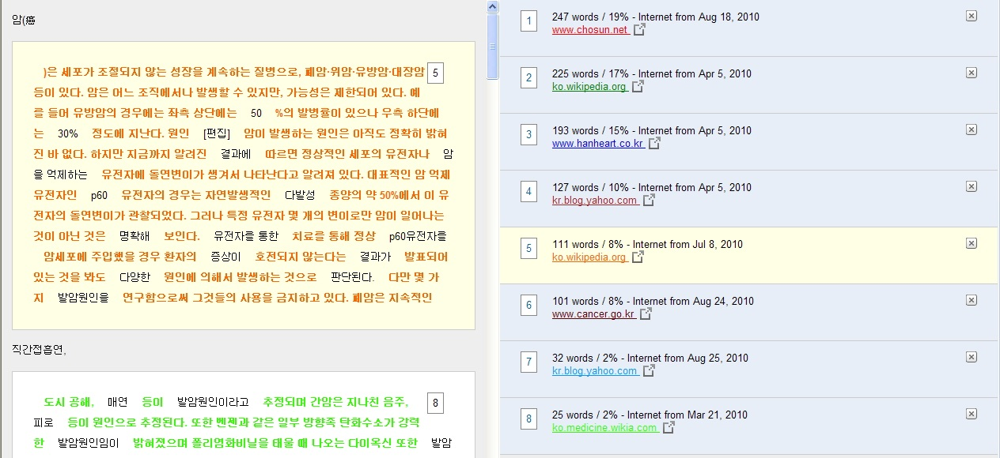 암(癌
)은 세포가 조절되지 않는 성장을 계속하는 질병으로, 폐암·위암·유방암·대장암 5
등이 있다. 암은 어느 조직에서나 발생할 수 있지만, 가능성은 제한되어 있다. 예
를 들어 유방암의 경우에는 좌측 상단에는 50 %의 발병률이 있으나 우측 하단에
는 30% 정도에 지난다. 원인 [편집] 암이 발생하는 원인은 아직도 정확히 밝혀
진 바 없다. 하지만 지금까지 알려진 결과에 따르면 정상적인 세포의 유전자나 암
을 억제하는 유전자에 돌연변이가 생겨서 나타난다고 알려져 있다. 대표적인 암 억제
유전자인 p60 유전자의 경우는 자연발생적인 다발성 종양의 약 50%에서 이 유
전자의 돌연변이가 관찰되었다. 그러나 특정 유전자 몇 개의 변이로만 암이 일어나는
것이 아닌 것은 명확해 보인다. 유전자를 통한 치료를 통해 정상 p60유전자를
암세포에 주입했을 경우 환자의 증상이 호전되지 않는다는 결과가 발표되어
있는 것을 봐도 다양한 원인에 의해서 발생하는 것으로 판단된다. 다만 몇 가
지 발암원인을 연구함으로써 그것들의 사용을 금지하고 있다. 폐암은 지속적인
직간접흡연,
도시 공해, 매연 등이 발암원인이라고 추정되며 간암은 지나친 음주, 8
피로 등이 원인으로 추정된다. 또한 벤젠과 같은 일부 방향족 탄화수소가 강력
한 발암원인임이 밝혀졌으며 폴리염화비닐을 태울 때 나오는 다이옥신 또한 발암
1 247 words / 19% - Internet from Aug 18, 2010
www.chosun.net
2 225 words / 17% - Internet from Apr 5, 2010
ko.wikipedia.org
3 193 words / 15% - Internet from Apr 5, 2010
www.hanheart.co.kr
4 127 words / 10% - Internet from Apr 5, 2010
kr.blog.yahoo.com
5 111 words / 8% - Internet from Jul 8, 2010
ko.wikipedia.org
6 101 words / 8% - Internet from Aug 24, 2010
www.cancer.go.kr
7 32 words / 2% - Internet from Aug 25, 2010
kr.blog.yahoo.com
8 25 words / 2% - Internet from Mar 21, 2010
ko.medicine.wikia.com